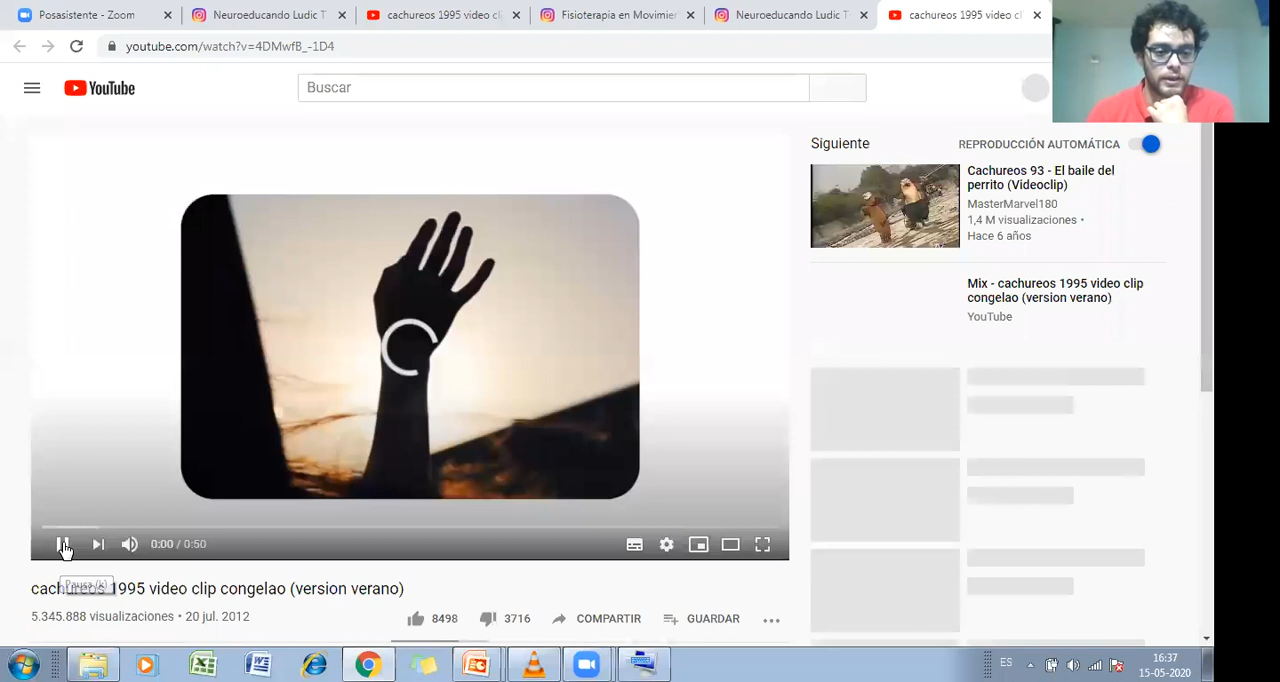 Posasistente - Zoom
Neuroeducando Ludic T
cachureos 1995 video cli
Fisioterapia en Movimier
Neuroeducando Ludic T
cachureos 1995 video cl
youtube.com/watch?v=4DMwfB_-1D4
YouTube
Buscar
Siguiente
REPRODUCCIÓN AUTOMÁTICA
Cachureos 93 - El baile del
perrito (Videoclip)
MasterMarvel180
1,4 M visualizaciones •
Hace 6 años
Mix - cachureos 1995 video clip
congelao (version verano)
YouTube
0:00 / 0:50
Pausa (k)
cachureos 1995 video clip congelao (version verano)
5.345.888 visualizaciones • 20 jul. 2012
8498
3716
COMPARTIR
GUARDAR
ES
16:37
15-05-2020